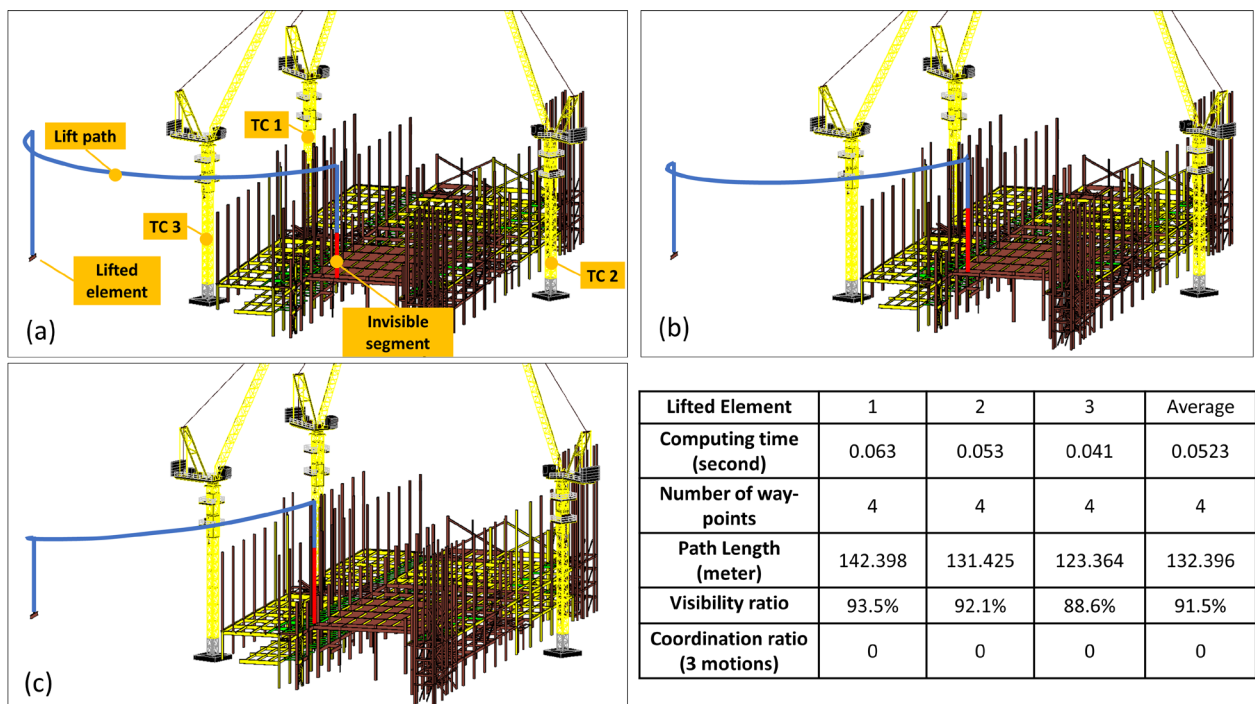 TC 1
Lift path
TC 3
Lifted
element
TC 2
Invisible
segment
(a)
(b)
(c)
Lifted Element 1 2 3 Average
Computing time
(second) 0.063 0.053 0.041 0.0523
Number of way-
points 4 4 4 4
Path Length
(meter) 142.398 131.425 123.364 132.396
Visibility ratio 93.5% 92.1% 88.6% 91.5%
Coordination ratio
(3 motions) 0 0 0 0